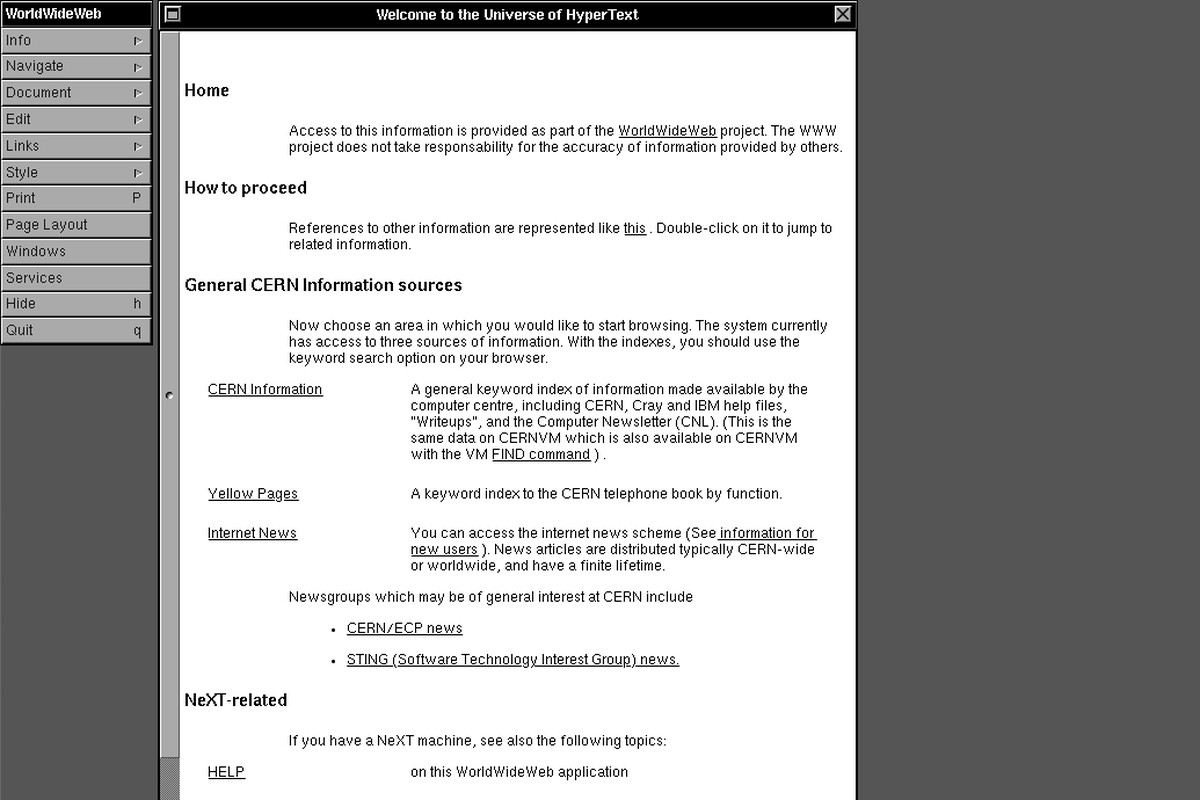 WorldWideWeb
Info
Navigate
Document
Edit
Links
Style
Print P
Page Layout
Windows
Services
Hide h
Quit q
Welcome to the Universe of HyperText
Home
Access to this information is provided as part of the WorldWideWeb project. The WWW
project does not take responsability for the accuracy of information provided by others.
How to proceed
References to other information are represented like this . Double-click on it to jump to
related information.
General CERN Information sources
Now choose an area in which you would like to start browsing. The system currently
has access to three sources of information. With the indexes, you should use the
keyword search option on your browser.
CERN Information A general keyword index of information made available by the
computer centre, including CERN, Cray and IBM help files,
"Writeups", and the Computer Newsletter (CNL). (This is the
same data on CERNVM which is also available on CERNVM
with the VM FIND command ) .
Yellow Pages A keyword index to the CERN telephone book by function.
Internet News You can access the internet news scheme (See information for
new users ). News articles are distributed typically CERN-wide
or worldwide, and have a finite lifetime.
Newsgroups which may be of general interest at CERN include
• CERN/ECP news
• STING (Software Technology Interest Group) news.
NeXT-related
If you have a NeXT machine, see also the following topics:
HELP on this WorldWideWeb application